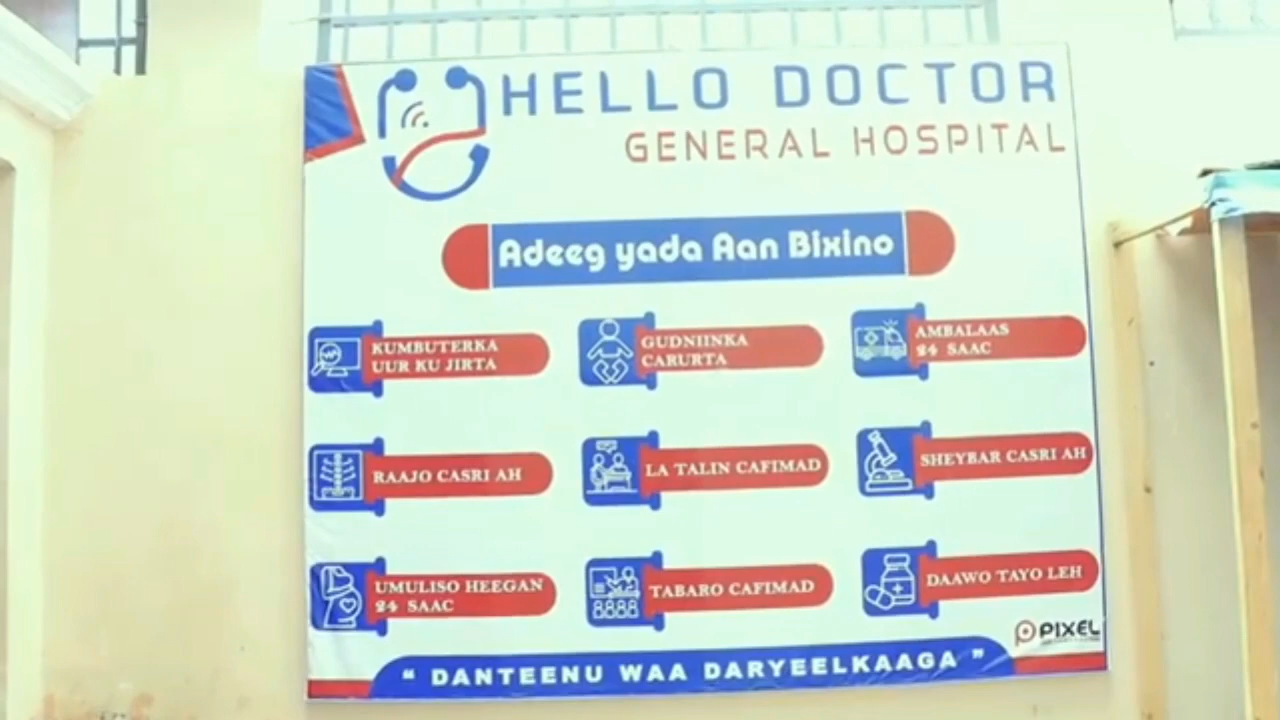 HELLO DOCTOR
GENERAL HOSPITAL
Adeeg yada Aan Bixino
KUMBUTERKA
UUR KU JIRTA
GUDNIINKA
CARURTA
AMBALAAS
24 SAAC
RAAJO CASRI AH
LA TALIN CAFIMAD
SHEYBAR CASRI AH
UMULISO HEEGAN
24 SAAC
TABARO CAFIMAD
DAAWO TAYO LEH
PIXEL
“ DANTEENU WAA DARYEELKAAGA ”